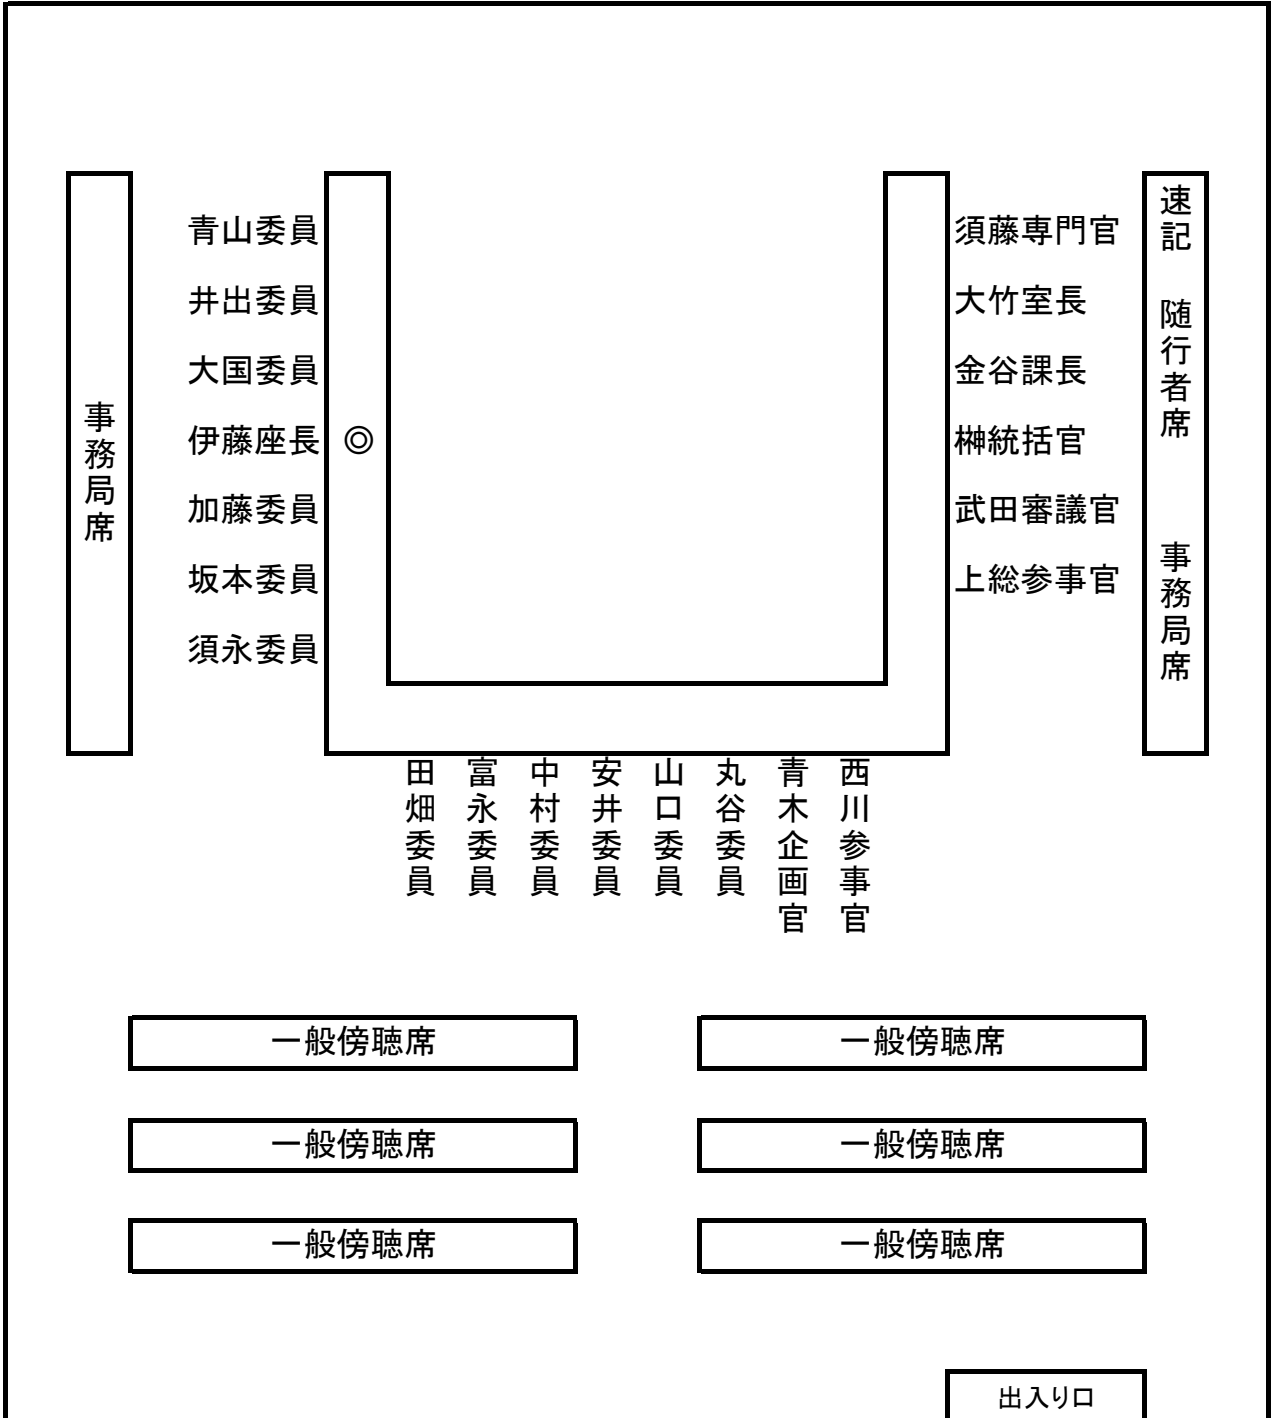 事務局席
青山委員
井出委員
大国委員
伊藤座長
加藤委員
坂本委員
須永委員
◎
須藤専門官
大竹室長
金谷課長
榊統括官
武田審議官
上総参事官
速記　随行者席　事務局席
田畑委員
富永委員
中村委員
安井委員
山口委員
丸谷委員
青木企画官
西川参事官
一般傍聴席
一般傍聴席
一般傍聴席
一般傍聴席
一般傍聴席
一般傍聴席
出入り口